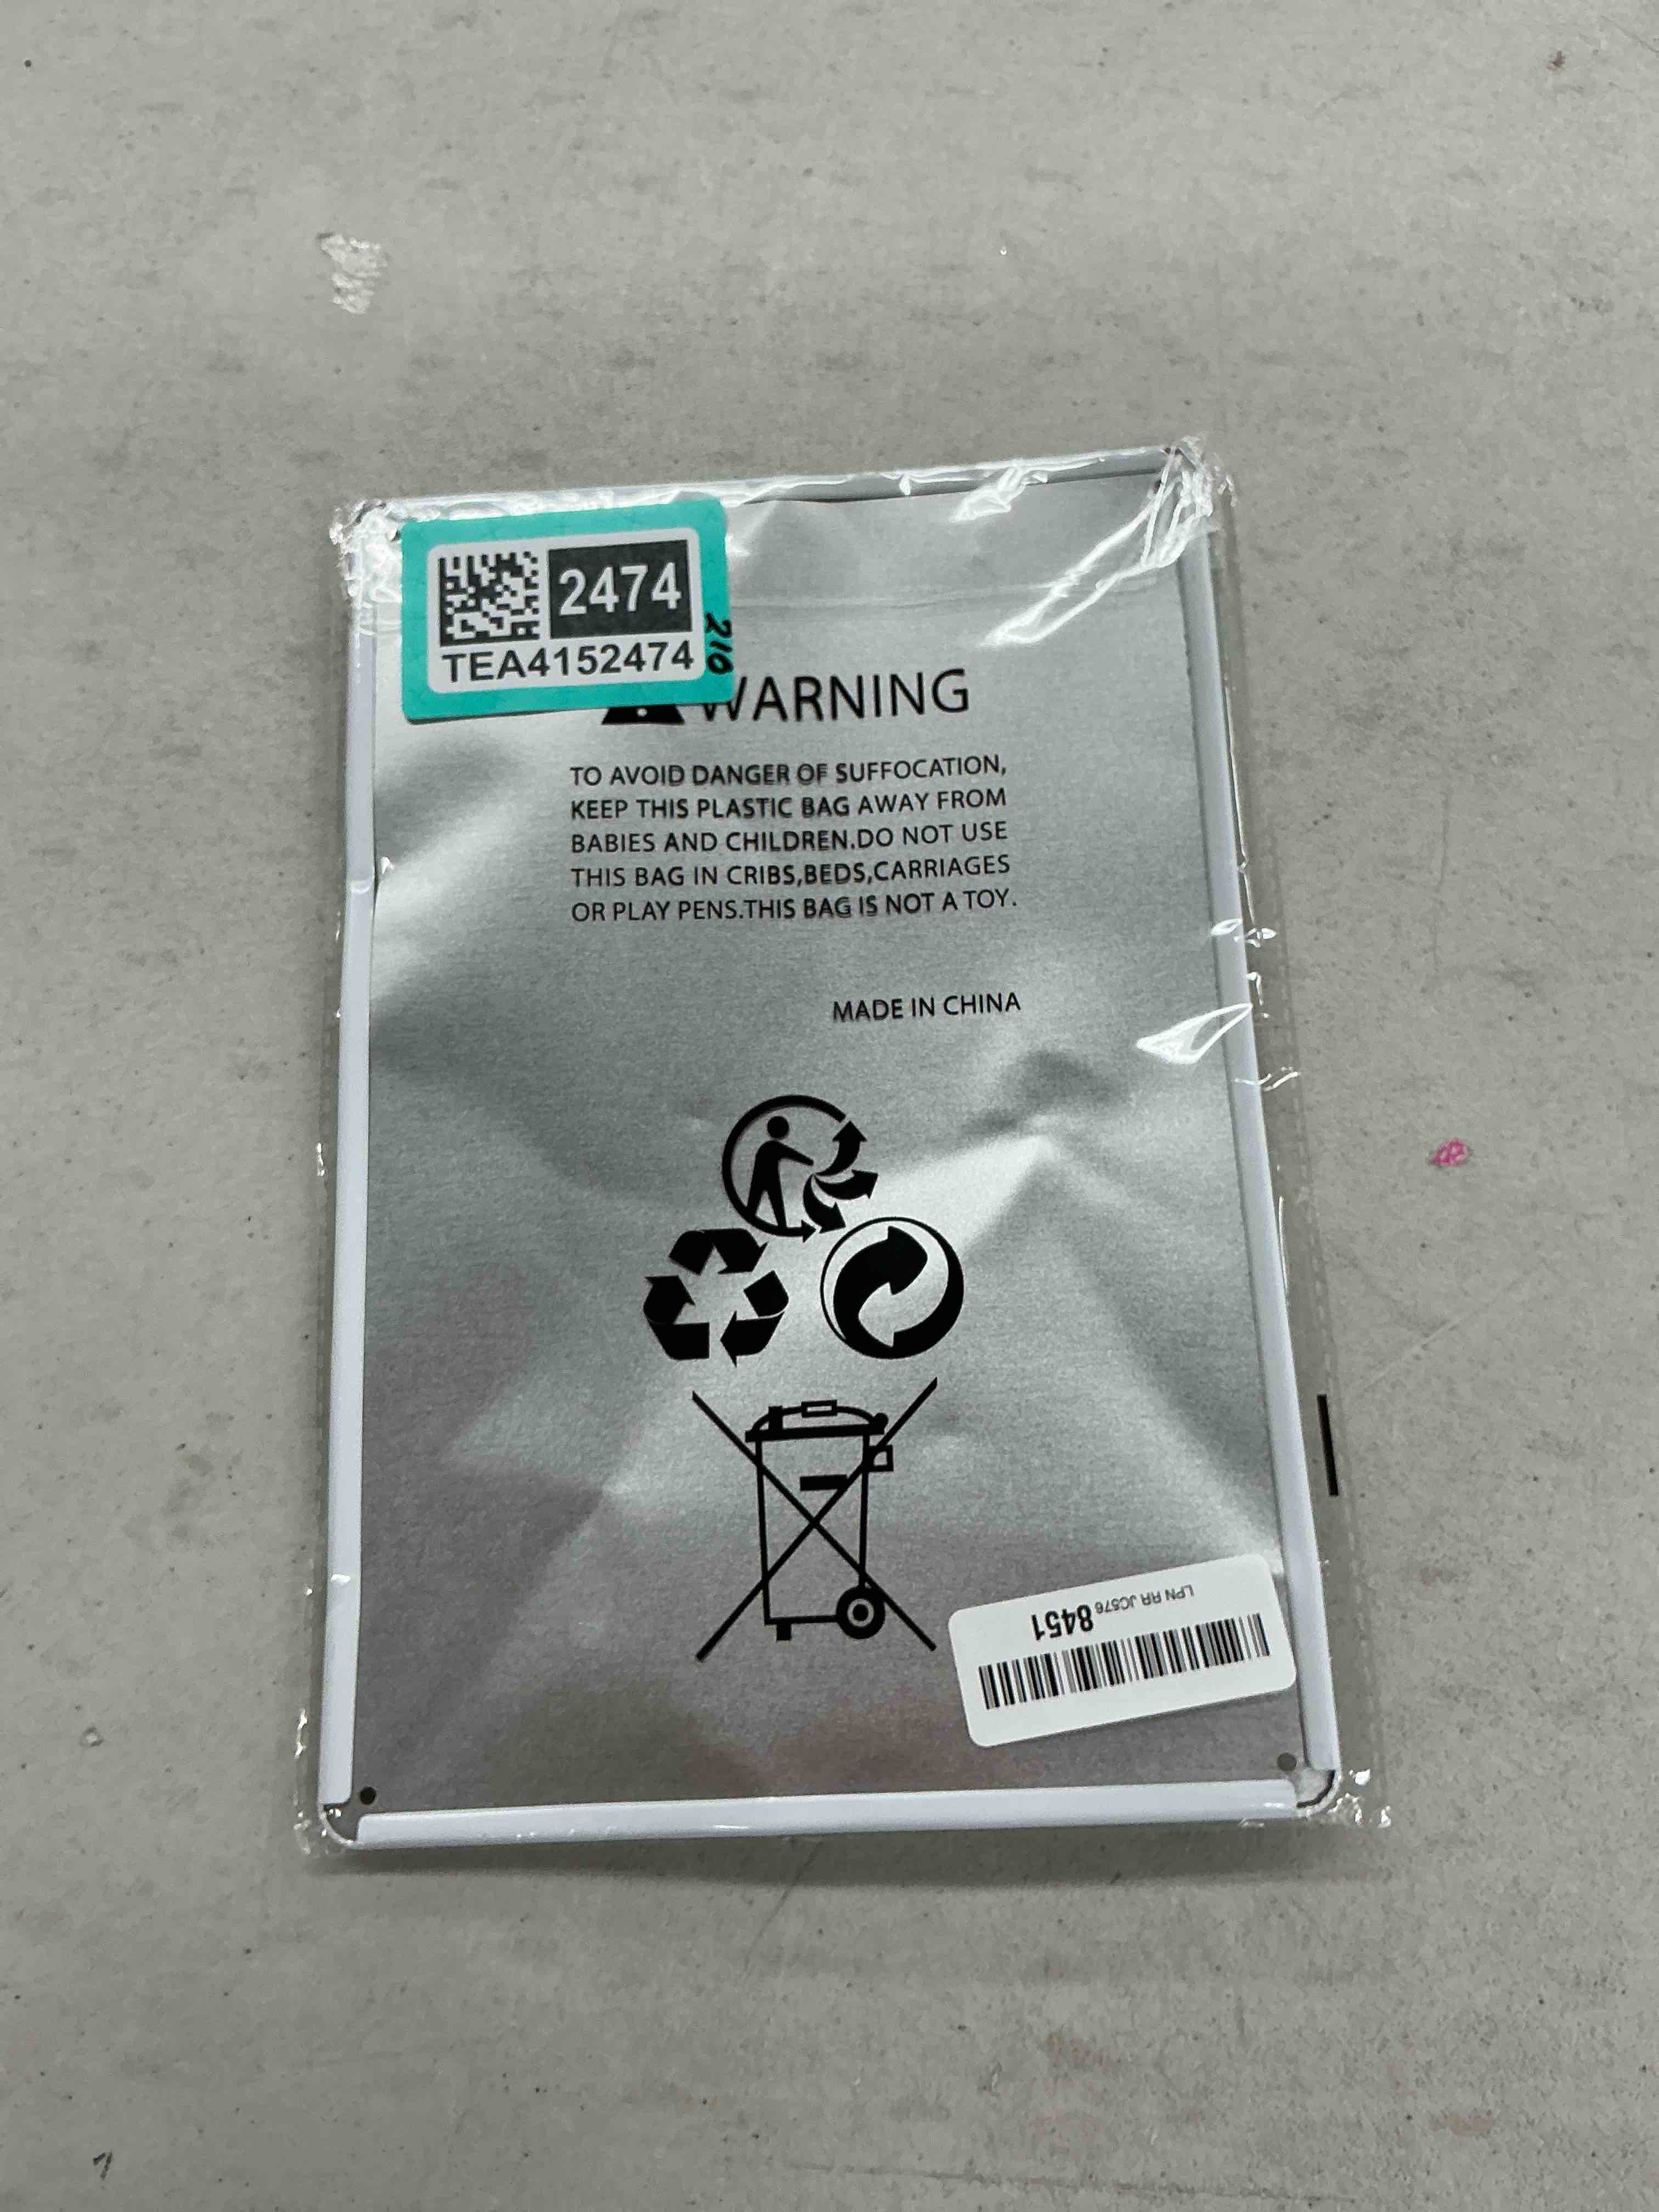 2474
TEA4152474
210
WARNING
TO AVOID DANGER OF SUFFOCATION,
KEEP THIS PLASTIC BAG AWAY FROM
BABIES AND CHILDREN.DO NOT USE
THIS BAG IN CRIBS,BEDS,CARRIAGES
OR PLAY PENS.THIS BAG IS NOT A TOY.
MADE IN CHINA
LPN RR JC576 8451